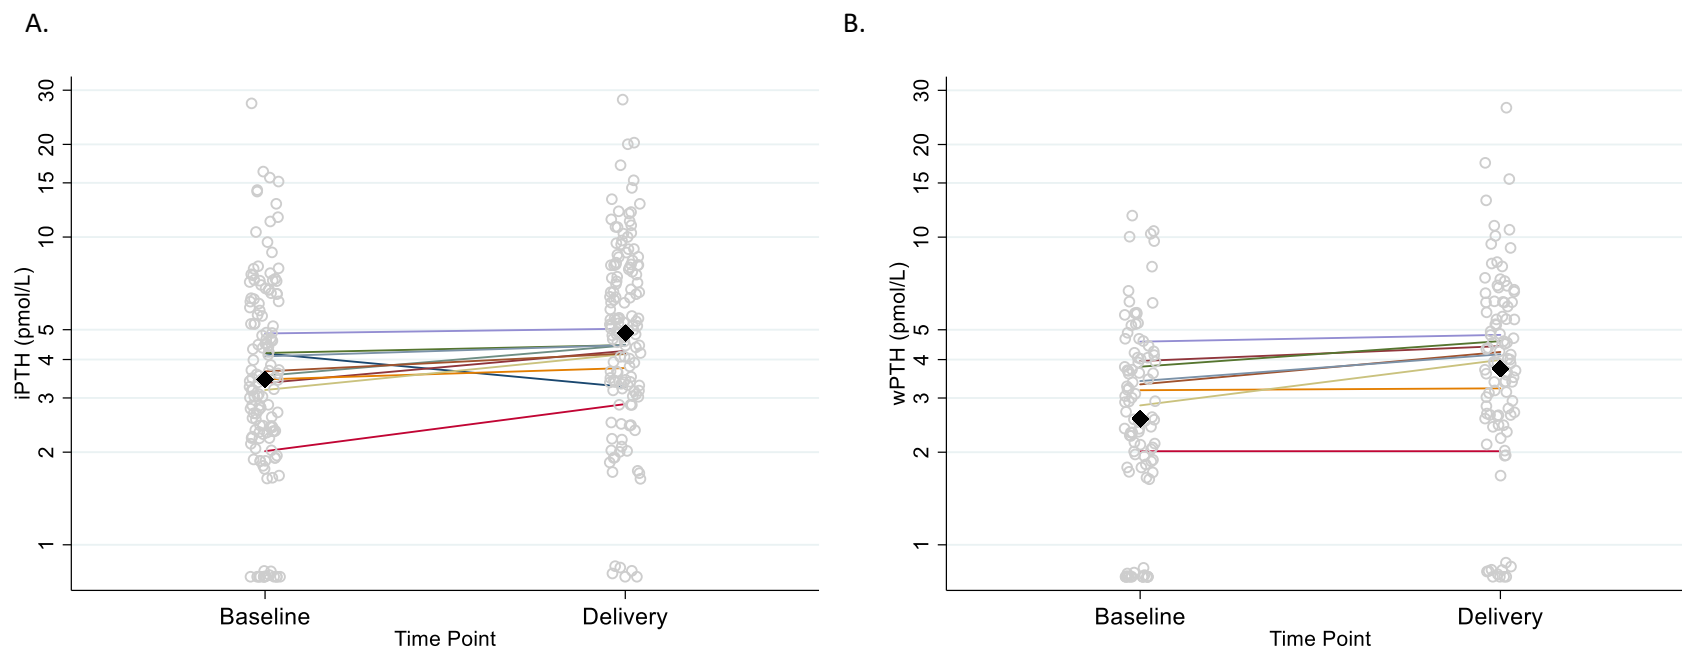 A.
iPTH (pmol/L)
30
20
15
10
5
4
3
2
1
Baseline
Delivery
Time Point
B.
wPTH (pmol/L)
30
20
15
10
5
4
3
2
1
Baseline
Delivery
Time Point